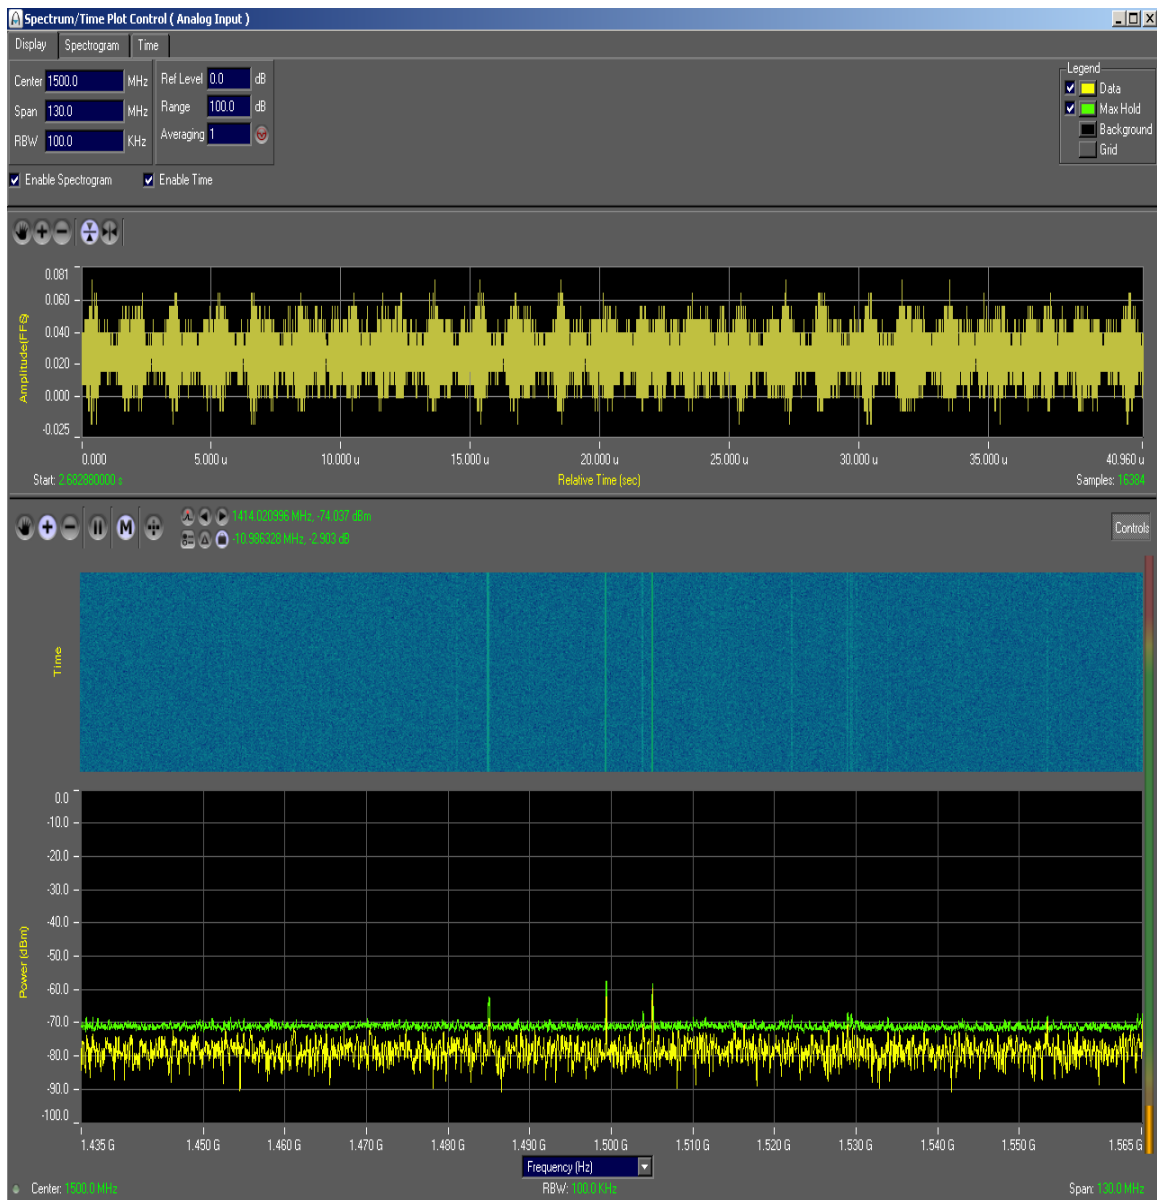 Spectrum/Time Plot Control ( Analog Input )
Display Spectrogram Time
Center 1500.0 MHz Ref Level 0.0 dB
Span 130.0 MHz Range 100.0 dB
RBW 100.0 KHz Averaging 1
Legend
Data
Max Hold
Background
Grid
Enable Spectrogram Enable Time
0.081
0.060
0.040
0.020
0.000
-0.025
Amplitude(FFS)
0.000 5.000 u 10.000 u 15.000 u 20.000 u 25.000 u 30.000 u 35.000 u 40.960 u
Start: 2.682880000 s Relative Time (sec) Samples: 16384
M
1414.020996 MHz, -74.037 dBm
-10.986328 MHz, -2.903 dB
Controls
Time
0.0
-10.0
-20.0
-30.0
-40.0
-50.0
-60.0
-70.0
-80.0
-90.0
-100.0
Power (dBm)
1.435 G 1.450 G 1.460 G 1.470 G 1.480 G 1.490 G 1.500 G 1.510 G 1.520 G 1.530 G 1.540 G 1.550 G 1.565 G
Frequency (Hz)
Center: 1500.0 MHz RBW: 100.0 KHz Span: 130.0 MHz